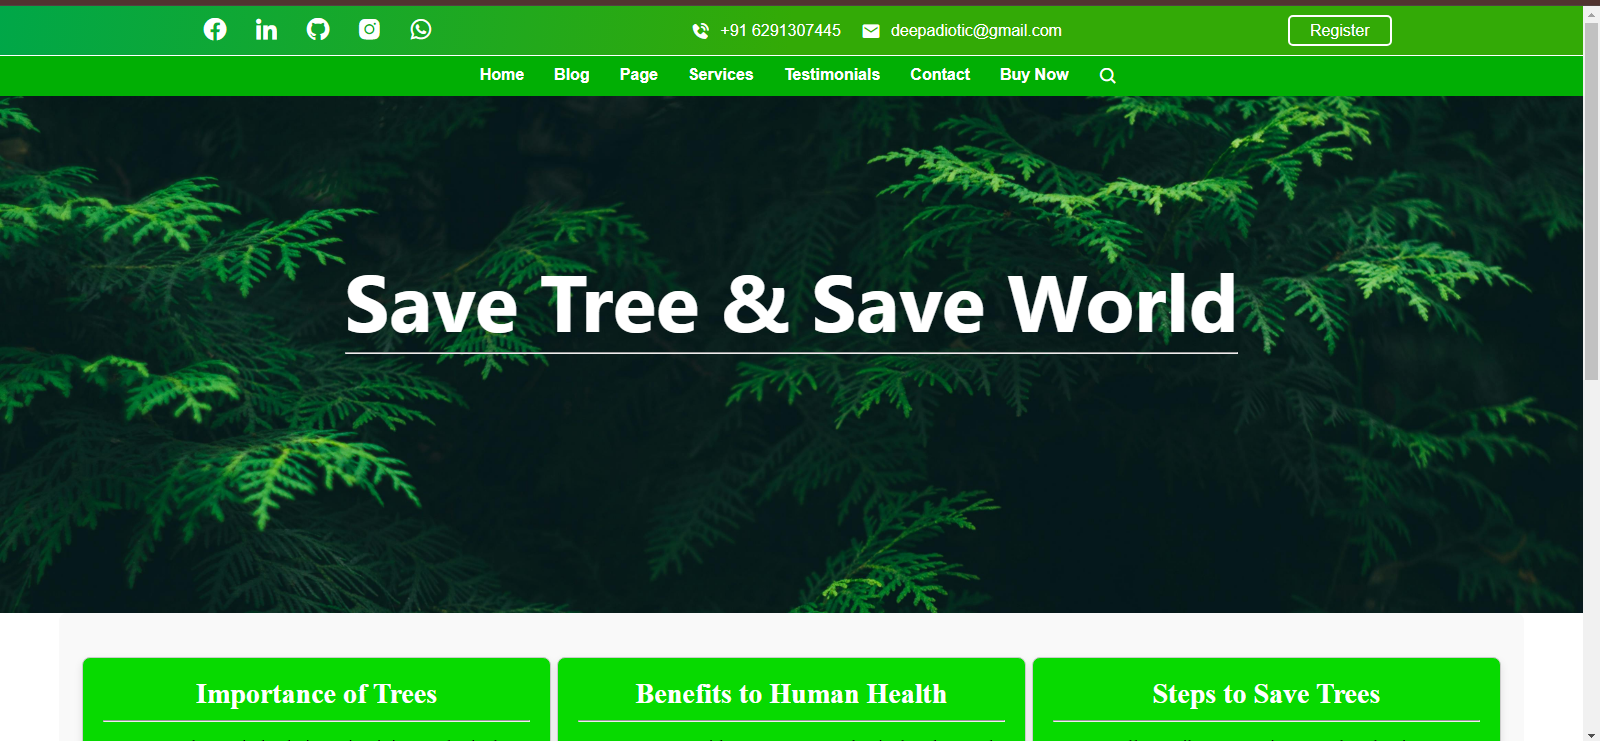 +91 6291307445 deepadiotic@gmail.com Register
Home Blog Page Services Testimonials Contact Buy Now
Save Tree & Save World
Importance of Trees Benefits to Human Health Steps to Save Trees